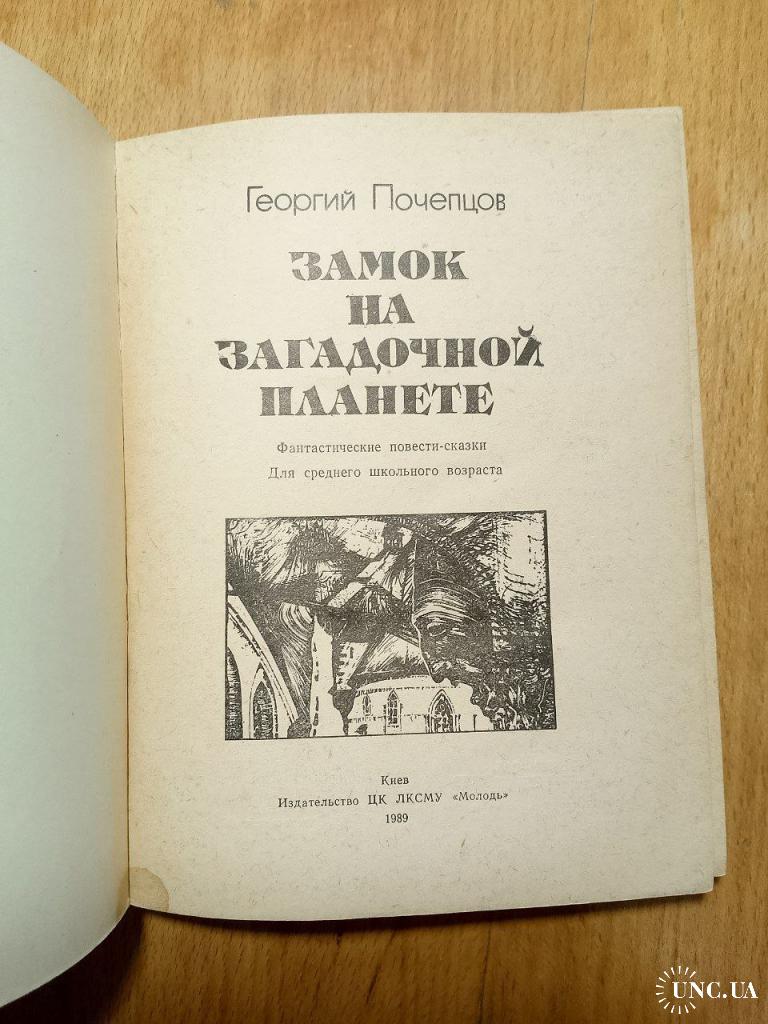 Георгий Почепцов
ЗАМОК
НА
ЗАГАДОЧНОЙ
ПЛАНЕТЕ
Фантастические повести-сказки
Для среднего школьного возраста
Киев
Издательство ЦК ЛКСМУ «Молодь»
1989
UNC.UA